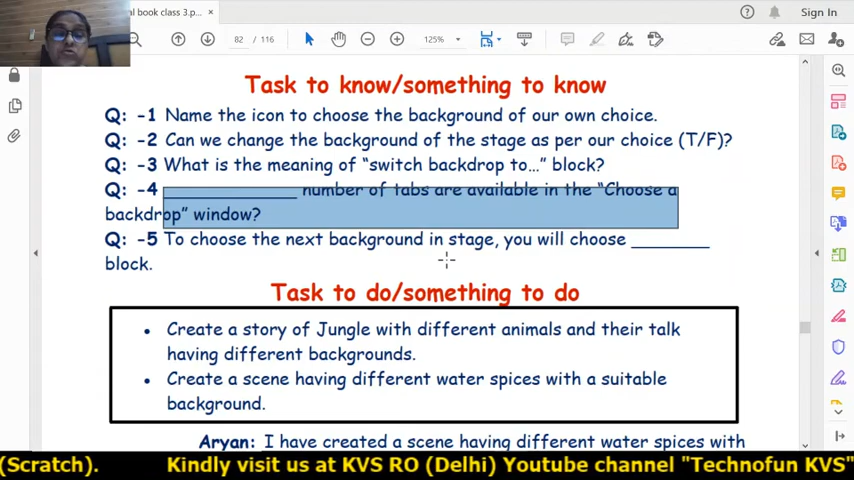 al book class 3.p... ×
Sign In
82 / 116
125%
Task to know/something to know
Q: -1 Name the icon to choose the background of our own choice.
Q: -2 Can we change the background of the stage as per our choice (T/F)?
Q: -3 What is the meaning of “switch backdrop to...” block?
Q: -4 ____________ number of tabs are available in the “Choose a
backdrop” window?
Q: -5 To choose the next background in stage, you will choose _______
block.
Task to do/something to do
• Create a story of Jungle with different animals and their talk
having different backgrounds.
• Create a scene having different water spices with a suitable
background.
Aryan: I have created a scene having different water spices with
(Scratch). Kindly visit us at KVS RO (Delhi) Youtube channel "Technofun KVS"